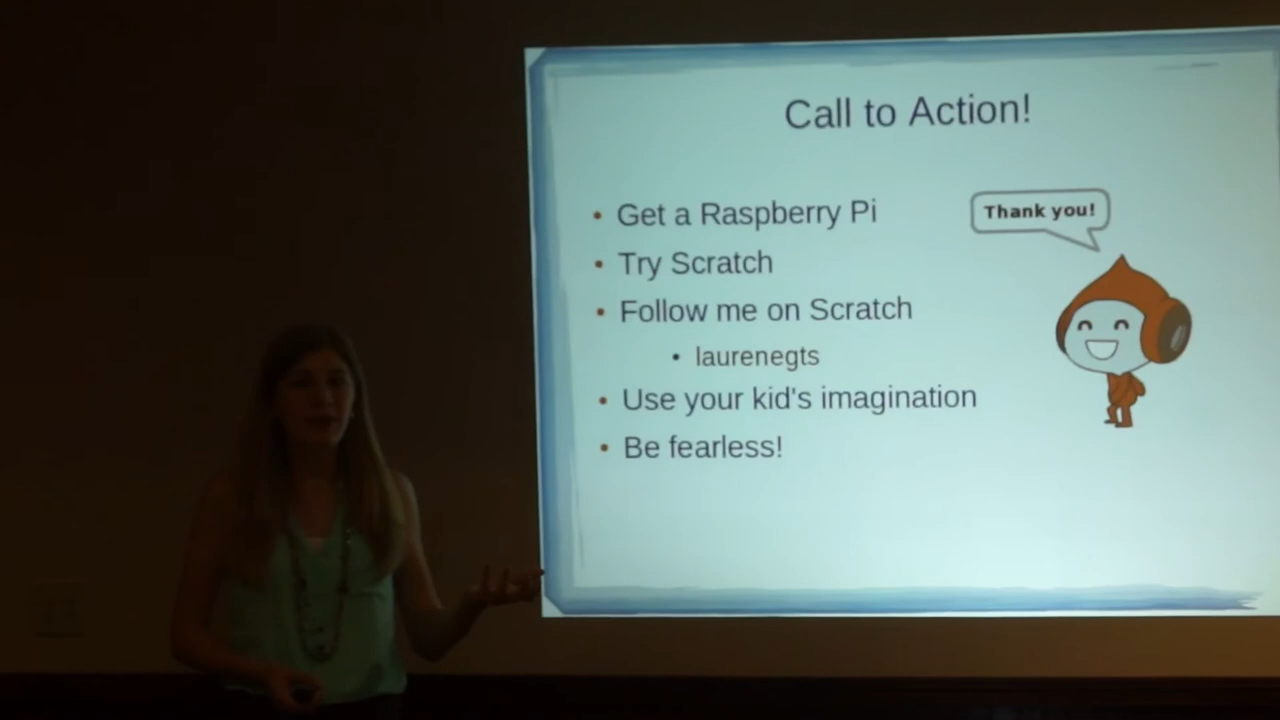 Call to Action!
• Get a Raspberry Pi
Thank you!
• Try Scratch
• Follow me on Scratch
• laurenegts
• Use your kid's imagination
• Be fearless!